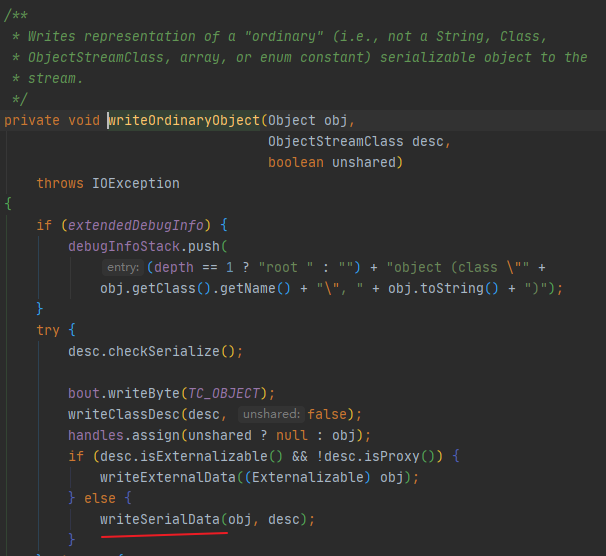 /**
 * Writes representation of a "ordinary" (i.e., not a String, Class,
 * ObjectStreamClass, array, or enum constant) serializable object to the
 * stream.
 */
private void writeOrdinaryObject(Object obj,
                                 ObjectStreamClass desc,
                                 boolean unshared)
    throws IOException
{
    if (extendedDebugInfo) {
        debugInfoStack.push(
            entry: (depth == 1 ? "root " : "") + "object (class \"" +
            obj.getClass().getName() + "\", " + obj.toString() + ")");
    }
    try {
        desc.checkSerialize();

        bout.writeByte(TC_OBJECT);
        writeClassDesc(desc, unshared: false);
        handles.assign(unshared ? null : obj);
        if (desc.isExternalizable() && !desc.isProxy()) {
            writeExternalData((Externalizable) obj);
        } else {
            writeSerialData(obj, desc);
        }